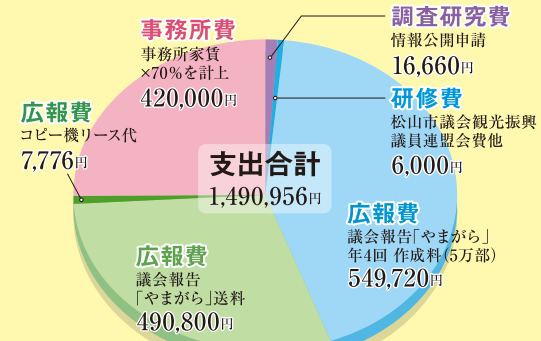 調査研究費
情報公開申請
16,660円
研修費
松山市議会観光振興
議員連盟会費他
6,000円
広報費
議会報告「やまがら」
年4回 作成料(5万部)
549,720円
広報費
議会報告
「やまがら」送料
490,800円
広報費
コピー機リース代
7,776円
事務所費
事務所家賃
×70%を計上
420,000円
支出合計
1,490,956円